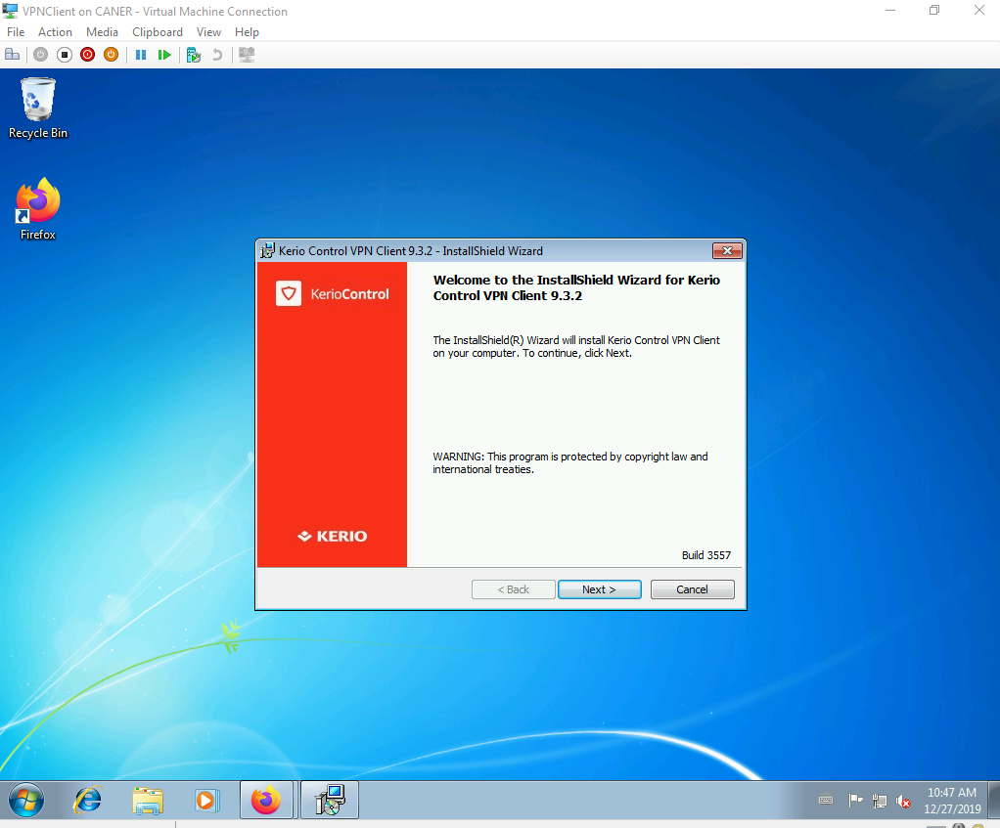 VPNClient on CANER - Virtual Machine Connection
File Action Media Clipboard View Help
Recycle Bin
Firefox
Kerio Control VPN Client 9.3.2 - InstallShield Wizard
KerioControl
Welcome to the InstallShield Wizard for Kerio
Control VPN Client 9.3.2
The InstallShield(R) Wizard will install Kerio Control VPN Client
on your computer. To continue, click Next.
WARNING: This program is protected by copyright law and
international treaties.
KERIO
Build 3557
< Back
Next >
Cancel
10:47 AM
12/27/2019